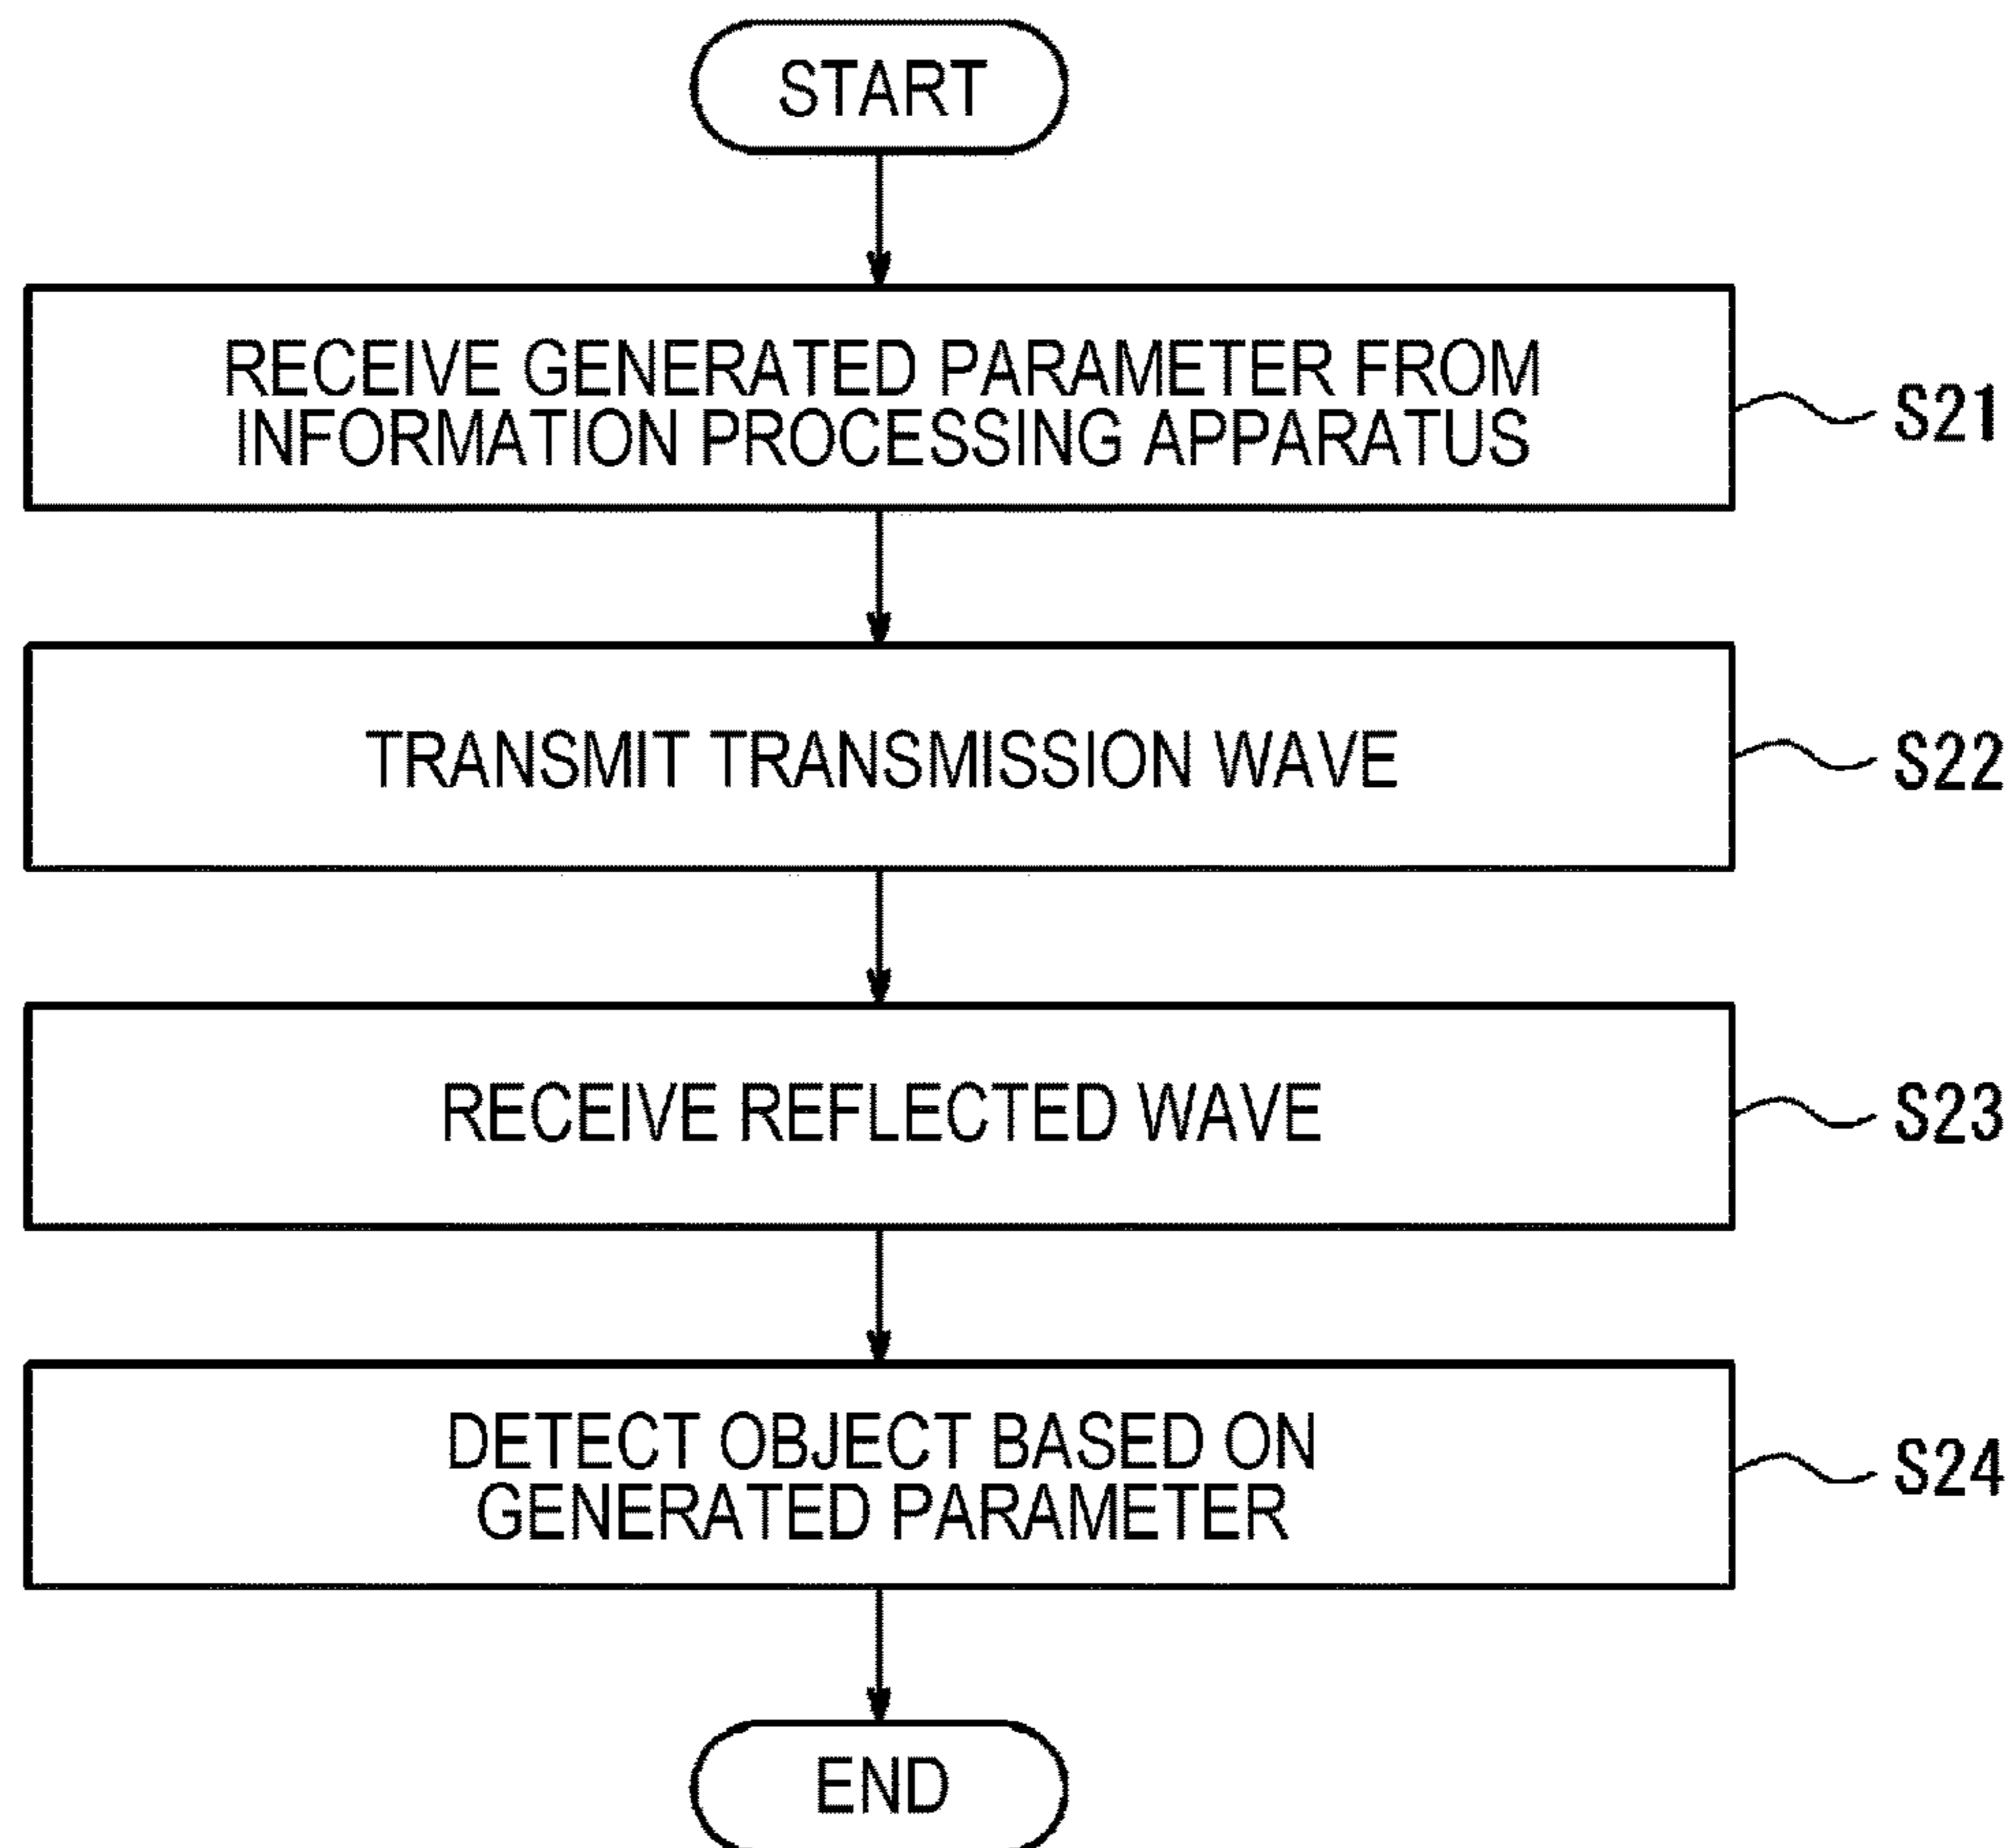 START
RECEIVE GENERATED PARAMETER FROM
INFORMATION PROCESSING APPARATUS
S21
TRANSMIT TRANSMISSION WAVE
S22
RECEIVE REFLECTED WAVE
S23
DETECT OBJECT BASED ON
GENERATED PARAMETER
S24
END